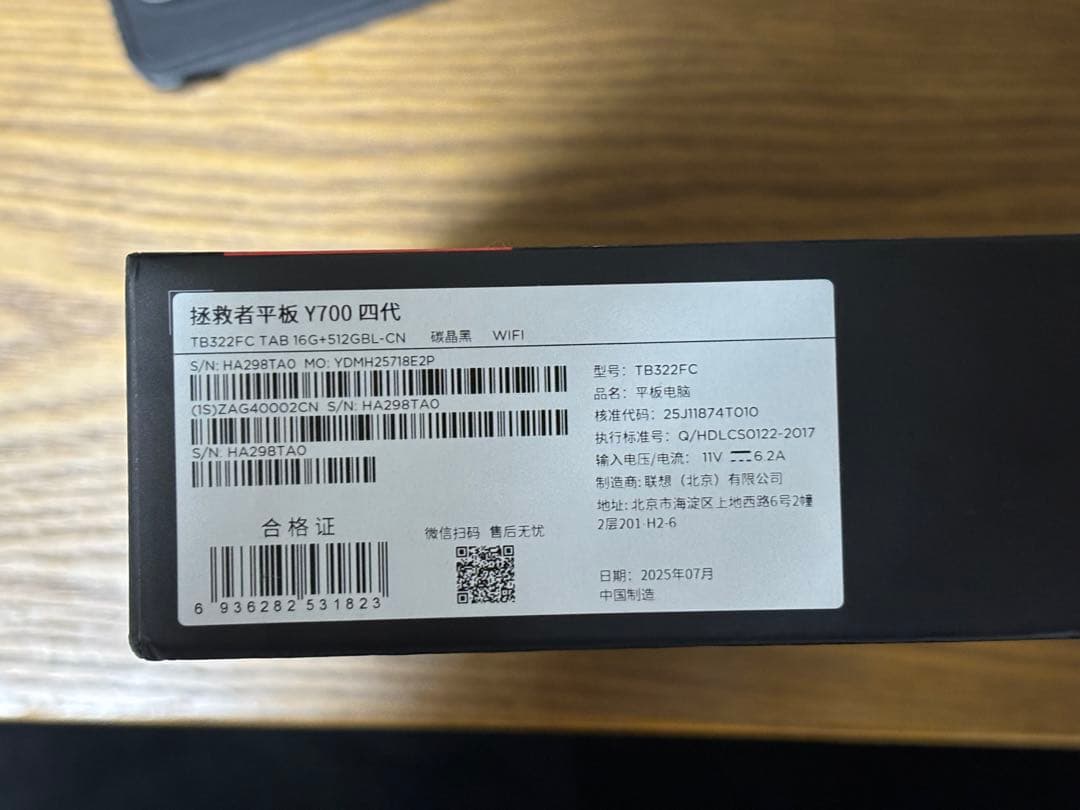 拯救者平板 Y700 四代
TB322FC TAB 16G+512GBL-CN 碳晶黑 WIFI
S/N: HA298TA0 MO: YDMH25718E2P
(1S)ZAG40002CN S/N: HA298TA0
S/N: HA298TA0
合格证
6 936282 531823
微信扫码 售后无忧
型号: TB322FC
品名: 平板电脑
核准代码: 25J11874T010
执行标准号: Q/HDLCS0122-2017
输入电压/电流: 11V ⎓ 6.2A
制造商: 联想（北京）有限公司
地址: 北京市海淀区上地西路6号2幢
2层201-H2-6
日期: 2025年07月
中国制造